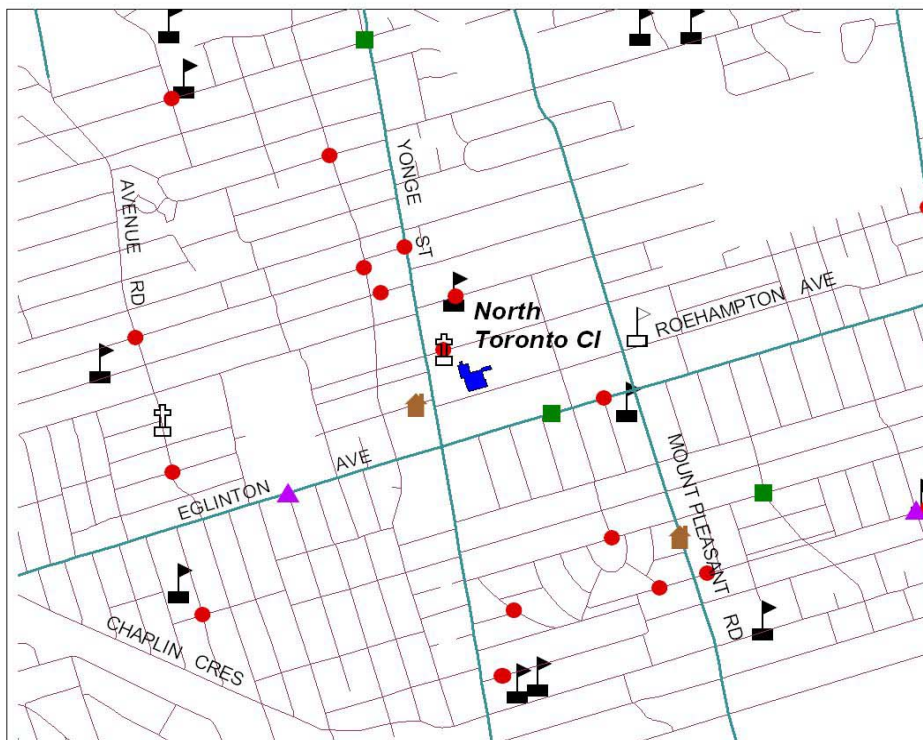 YONGE ST
AVENUE RD
North
Toronto CI
ROEHAMPTON AVE
EGLINTON AVE
MOUNT PLEASANT RD
CHAPLIN CRES